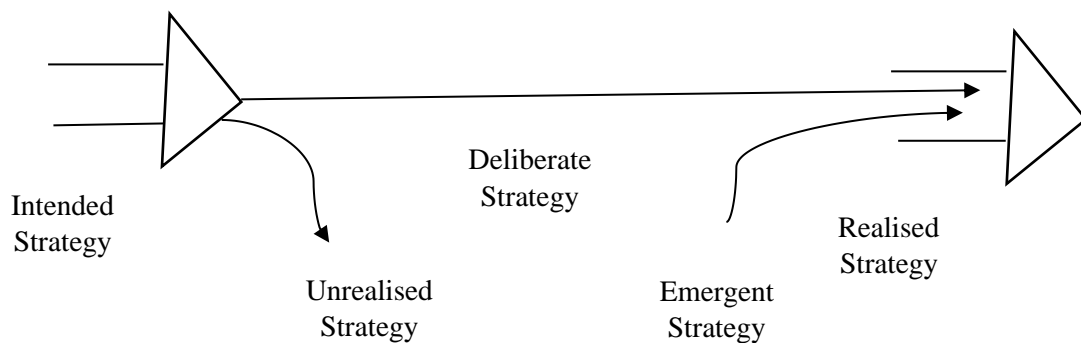 Intended
Strategy
Unrealised
Strategy
Deliberate
Strategy
Emergent
Strategy
Realised
Strategy